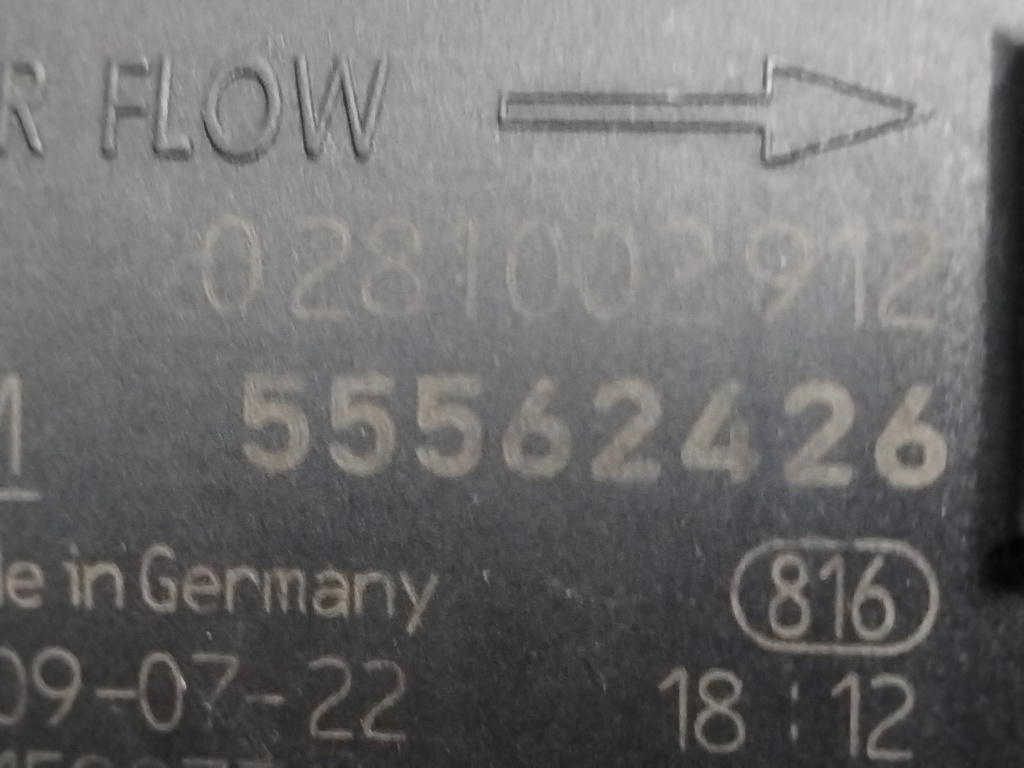 R FLOW
0281002912
M 55562426
de in Germany 816
09-07-22 18:12